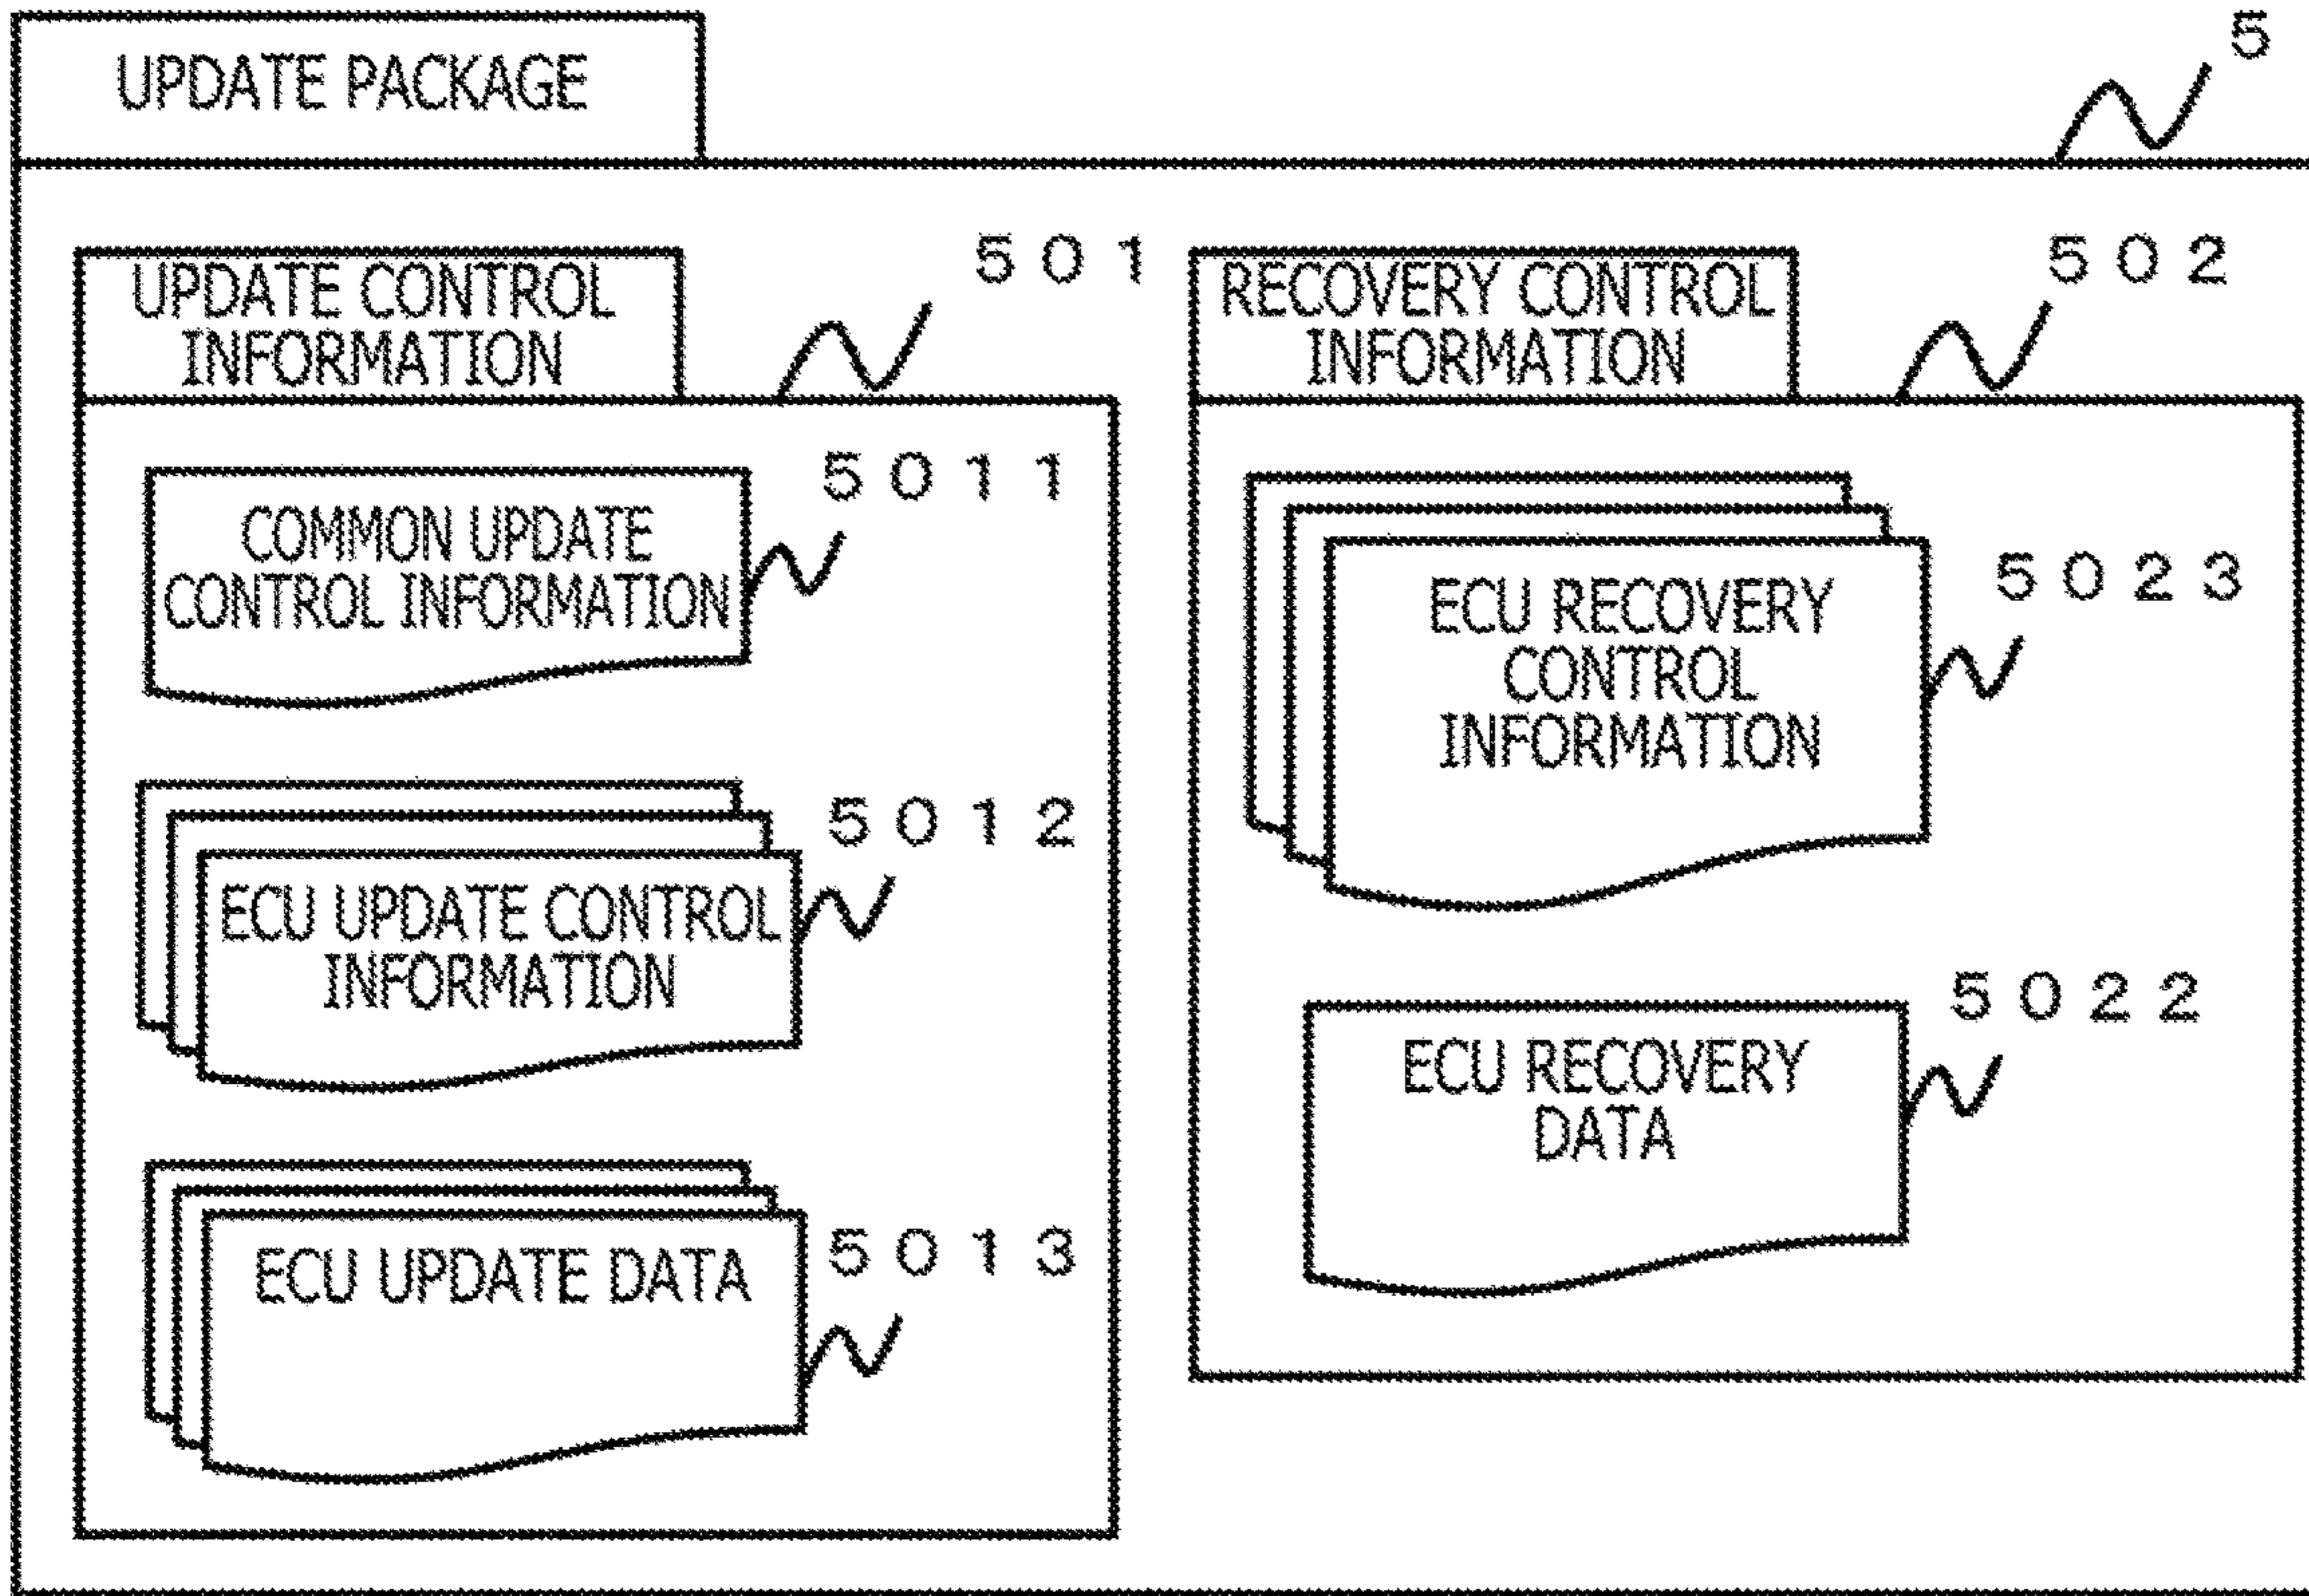 UPDATE PACKAGE
5
UPDATE CONTROL
INFORMATION
501
COMMON UPDATE
CONTROL INFORMATION
5011
ECU UPDATE CONTROL
INFORMATION
5012
ECU UPDATE DATA
5013
RECOVERY CONTROL
INFORMATION
502
ECU RECOVERY
CONTROL
INFORMATION
5023
ECU RECOVERY
DATA
5022